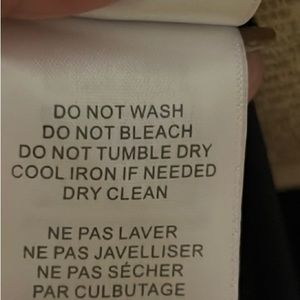 DO NOT WASH
DO NOT BLEACH
DO NOT TUMBLE DRY
COOL IRON IF NEEDED
DRY CLEAN
NE PAS LAVER
NE PAS JAVELLISER
NE PAS SÉCHER
PAR CULBUTAGE